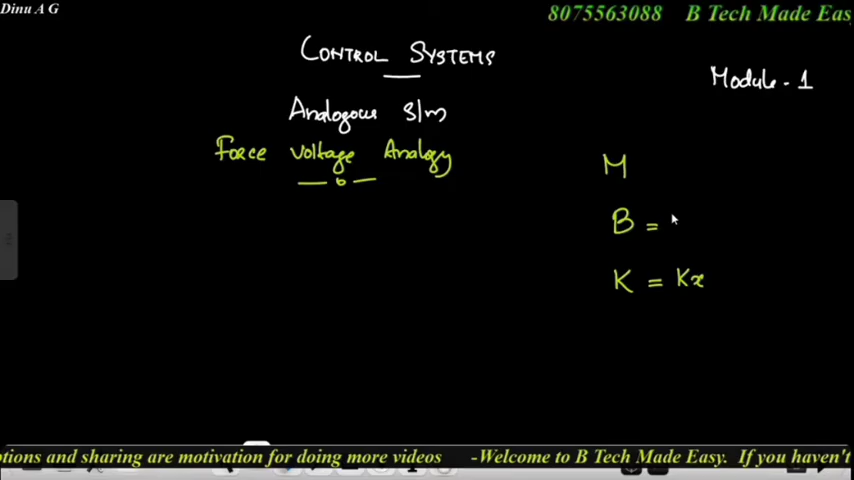 Dinu A G
8075563088 B Tech Made Eas
CONTROL SYSTEMS
Module - 1
Analogous S/m
Force Voltage Analogy
M
B =
K = Kx
ptions and sharing are motivation for doing more videos -Welcome to B Tech Made Easy. If you haven't